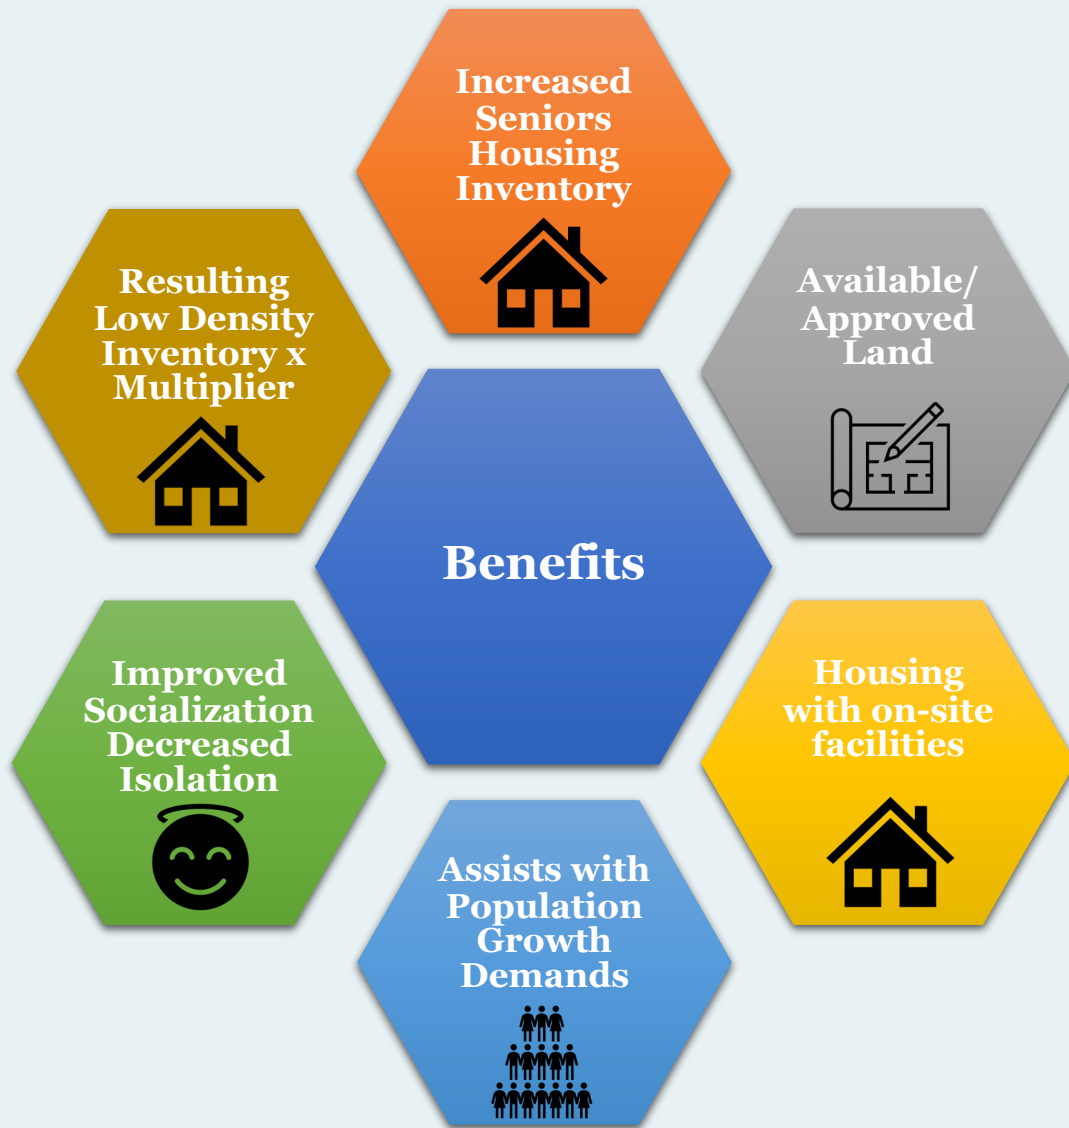 Increased
Seniors
Housing
Inventory
Available/
Approved
Land
Housing
with on-site
facilities
Assists with
Population
Growth
Demands
Improved
Socialization
Decreased
Isolation
Resulting
Low Density
Inventory x
Multiplier
Benefits